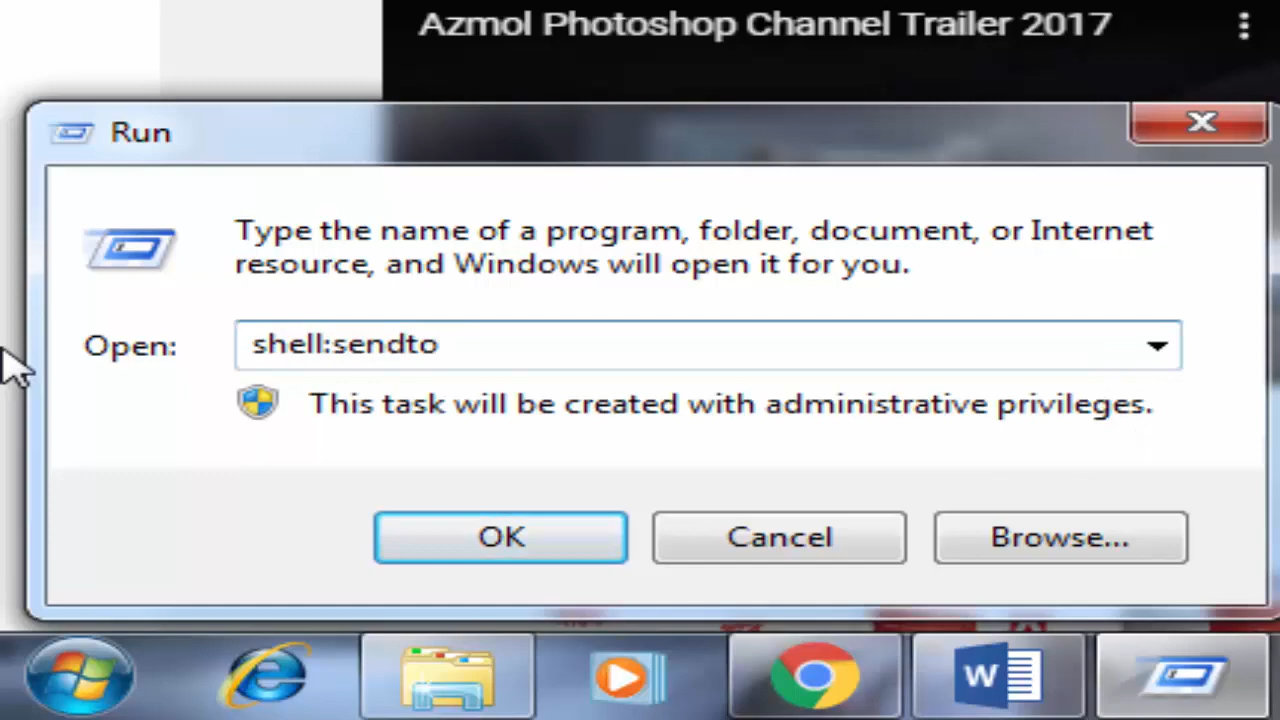 Azmol Photoshop Channel Trailer 2017
Run
Type the name of a program, folder, document, or Internet
resource, and Windows will open it for you.
Open: shell:sendto
This task will be created with administrative privileges.
OK Cancel Browse...
W